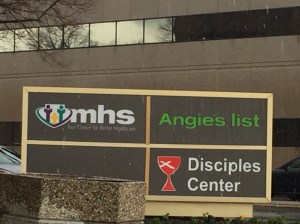 mhs
Your Choice for Better Healthcare
Angies list
Disciples
Center